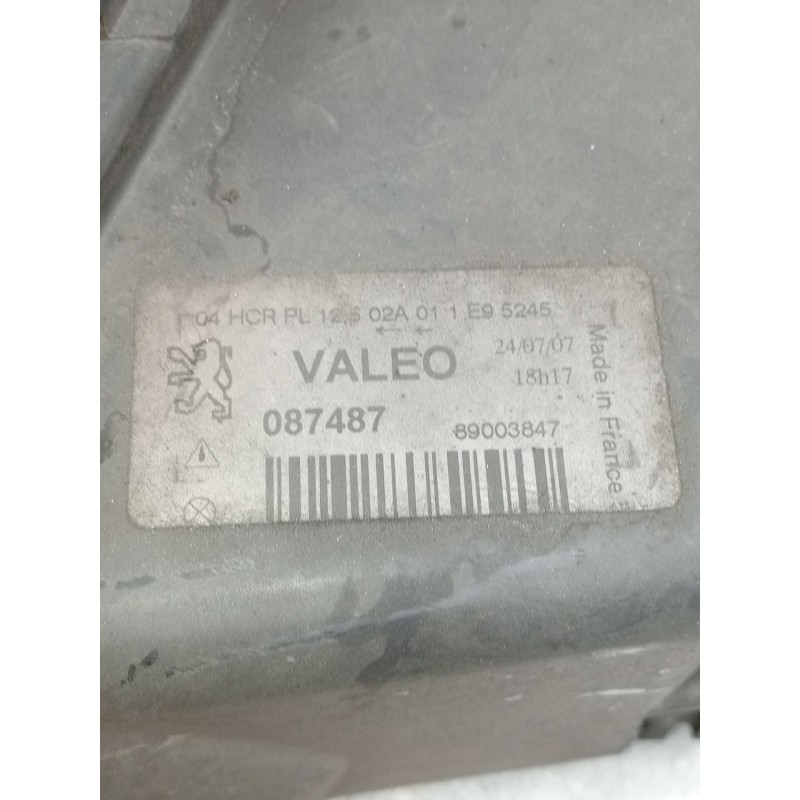 04 HCR PL 12,5 02A 01 1 E9 5245
VALEO
24/07/07
18h17
087487
89003847
Made in France